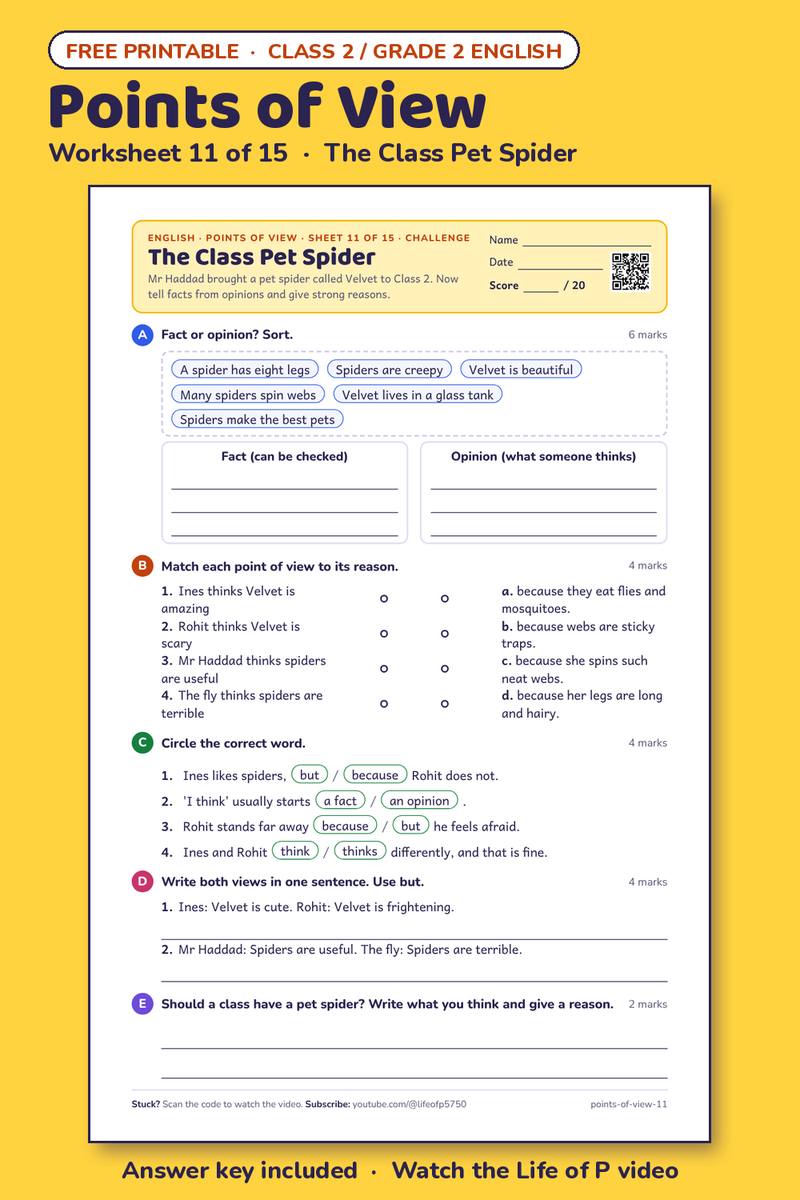 FREE PRINTABLE · CLASS 2 / GRADE 2 ENGLISH
Points of View
Worksheet 11 of 15 · The Class Pet Spider
ENGLISH · POINTS OF VIEW · SHEET 11 OF 15 · CHALLENGE
The Class Pet Spider
Mr Haddad brought a pet spider called Velvet to Class 2. Now
tell facts from opinions and give strong reasons.
Name
Date
Score / 20
A Fact or opinion? Sort. 6 marks
A spider has eight legs Spiders are creepy Velvet is beautiful
Many spiders spin webs Velvet lives in a glass tank
Spiders make the best pets
Fact (can be checked) Opinion (what someone thinks)
B Match each point of view to its reason. 4 marks
1. Ines thinks Velvet is
amazing
a. because they eat flies and
mosquitoes.
2. Rohit thinks Velvet is
scary
b. because webs are sticky
traps.
3. Mr Haddad thinks spiders
are useful
c. because she spins such
neat webs.
4. The fly thinks spiders are
terrible
d. because her legs are long
and hairy.
C Circle the correct word. 4 marks
1. Ines likes spiders, but / because Rohit does not.
2. 'I think' usually starts a fact / an opinion .
3. Rohit stands far away because / but he feels afraid.
4. Ines and Rohit think / thinks differently, and that is fine.
D Write both views in one sentence. Use but. 4 marks
1. Ines: Velvet is cute. Rohit: Velvet is frightening.
2. Mr Haddad: Spiders are useful. The fly: Spiders are terrible.
E Should a class have a pet spider? Write what you think and give a reason. 2 marks
Stuck? Scan the code to watch the video. Subscribe: youtube.com/@lifeofp5750 points-of-view-11
Answer key included · Watch the Life of P video